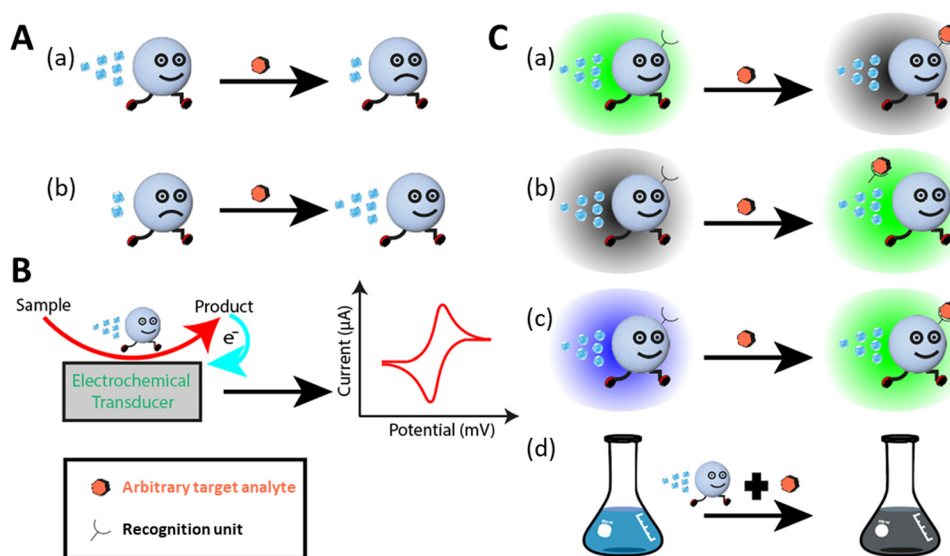 A
(a)
(b)
B
Sample
Product
e-
Electrochemical
Transducer
Current (μA)
Potential (mV)
Arbitrary target analyte
Recognition unit
C
(a)
(b)
(c)
(d)